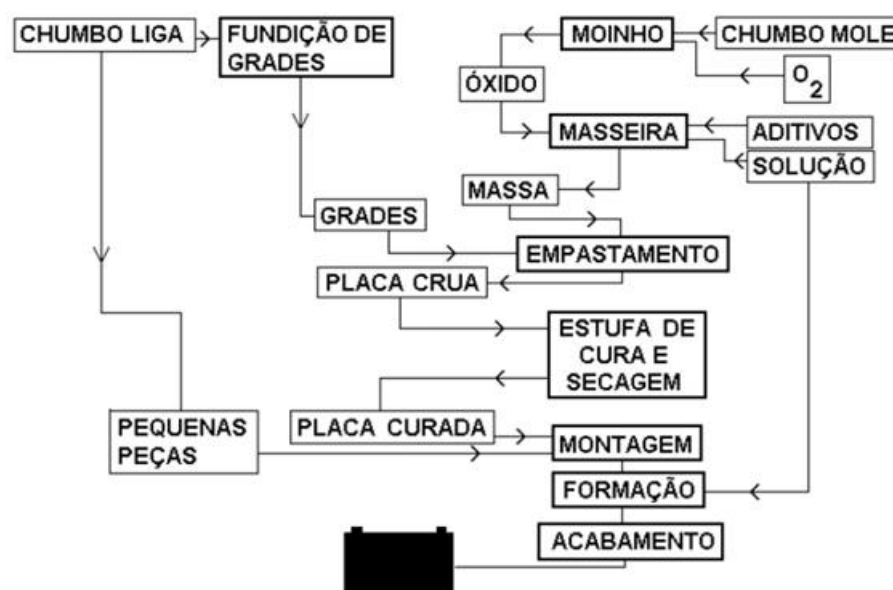 CHUMBO LIGA
FUNDIÇÃO DE
GRADES
MOINHO
CHUMBO MOLE
ÓXIDO
O2
MASSEIRA
ADITIVOS
SOLUÇÃO
MASSA
GRADES
EMPASTAMENTO
PLACA CRUA
ESTUFA DE
CURA E
SECAGEM
PLACA CURADA
PEQUENAS
PEÇAS
MONTAGEM
FORMAÇÃO
ACABAMENTO